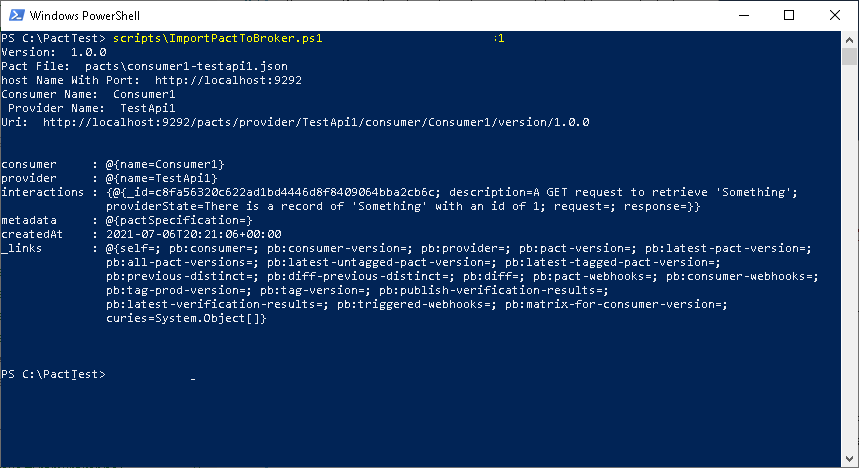 Windows PowerShell
PS C:\PactTest> scripts\ImportPactToBroker.ps1 :1
Version:  1.0.0
Pact File:  pacts\consumer1-testapi1.json
host Name With Port:  http://localhost:9292
Consumer Name:  Consumer1
 Provider Name:  TestApi1
Uri:  http://localhost:9292/pacts/provider/TestApi1/consumer/Consumer1/version/1.0.0
consumer     : @{name=Consumer1}
provider     : @{name=TestApi1}
interactions : {@{_id=c8fa56320c622ad1bd4446d8f8409064bba2cb6c; description=A GET request to retrieve 'Something';
               providerState=There is a record of 'Something' with an id of 1; request=; response=}}
metadata     : @{pactSpecification=}
createdAt    : 2021-07-06T20:21:06+00:00
_links       : @{self=; pb:consumer=; pb:consumer-version=; pb:provider=; pb:pact-version=; pb:latest-pact-version=;
               pb:all-pact-versions=; pb:latest-untagged-pact-version=; pb:latest-tagged-pact-version=;
               pb:previous-distinct=; pb:diff-previous-distinct=; pb:diff=; pb:pact-webhooks=; pb:consumer-webhooks=;
               pb:tag-prod-version=; pb:tag-version=; pb:publish-verification-results=;
               pb:latest-verification-results=; pb:triggered-webhooks=; pb:matrix-for-consumer-version=;
               curies=System.Object[]}
PS C:\PactTest>